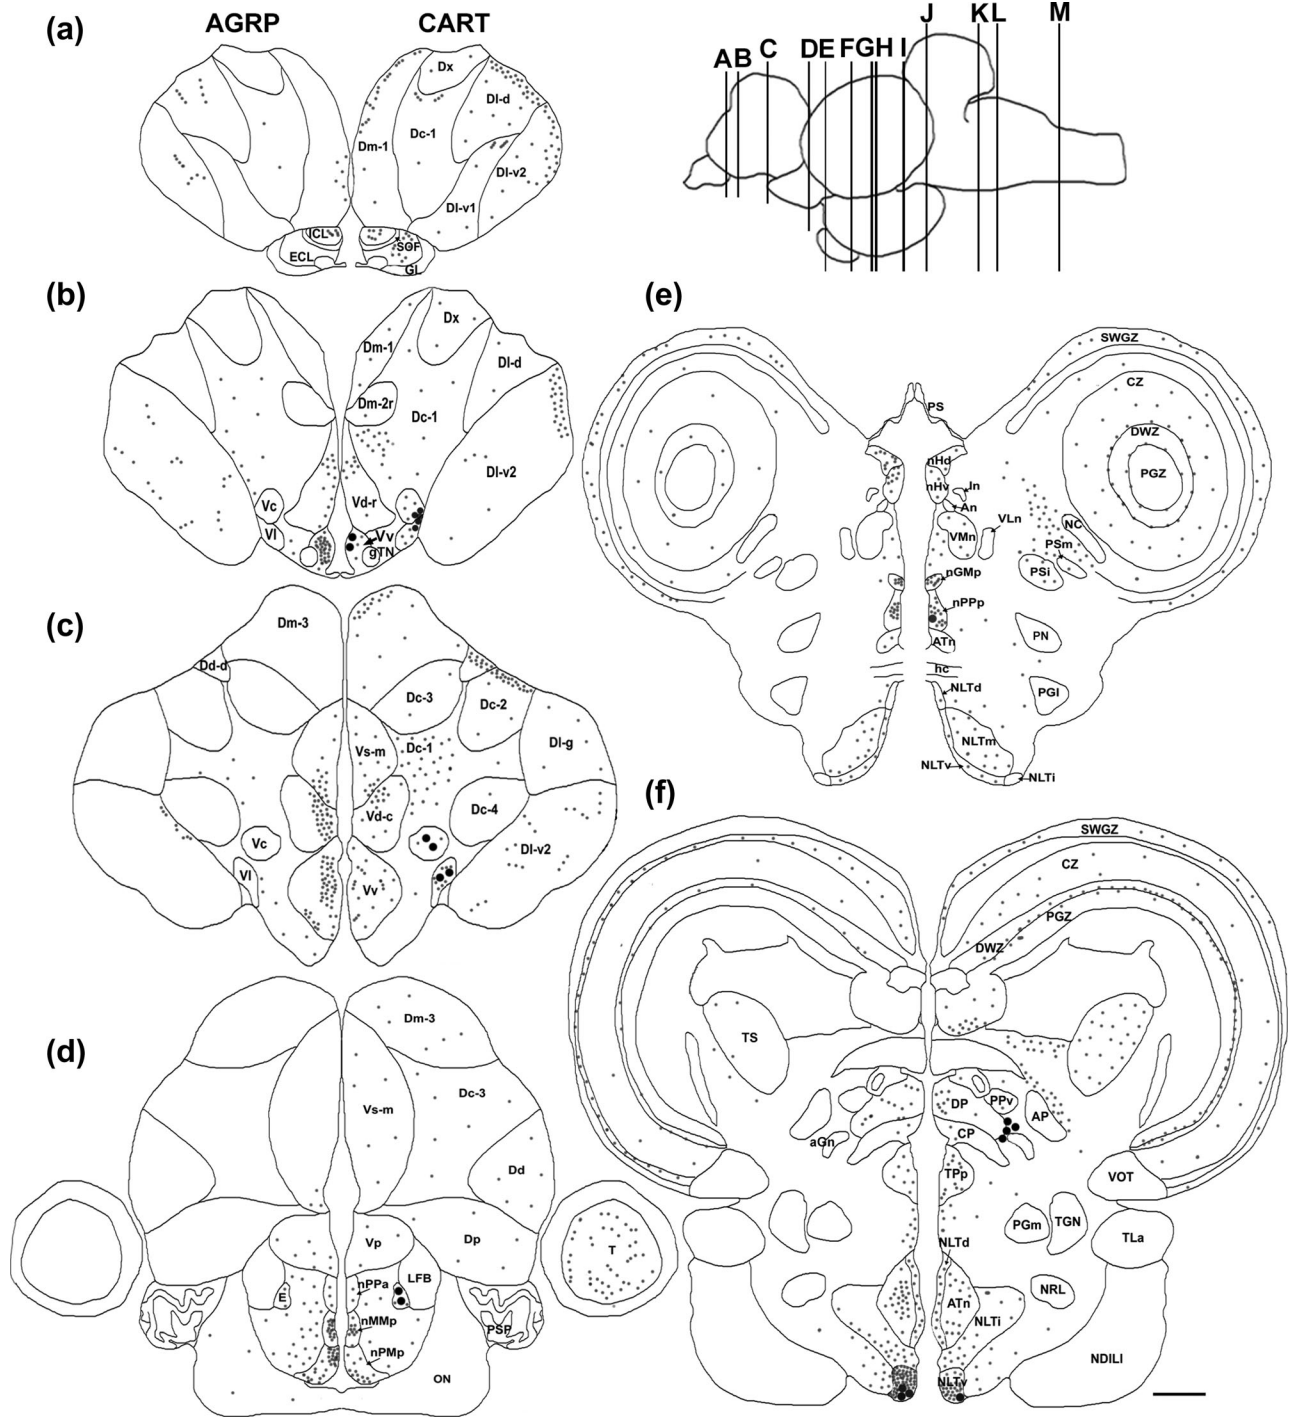 (a)
AGRP CART
Dx
Dl-d
Dc-1
Dm-1
Dl-v2
Dl-v1
ICL
SOF
ECL
GL
A B C D E F G H I J K L M
(b)
Dx
Dm-1
Dl-d
Dm-2r
Dc-1
Dl-v2
Vc
Vd-r
Vl
Vv
gTN
(c)
Dm-3
Dd-d
Dc-3
Dc-2
Vs-m
Dc-1
Dl-g
Vd-c
Dc-4
Vc
Dl-v2
Vl
Vv
(d)
Dm-3
Dc-3
Vs-m
Dd
Vp
Dp
T
nPPa
LFB
E
nMMp
PSP
nPMp
ON
(e)
SWGZ
CZ
PS
DWZ
nHd
PGZ
nHv
In
An
VLn
NC
VMn
PSm
nGMp
PSi
nPPp
ATn
PN
hc
NLTd
PGl
NLTm
NLTv
NLTi
(f)
SWGZ
CZ
PGZ
DWZ
TS
DP
PPv
AP
aGn
CP
TPp
VOT
PGm
TGN
TLa
NLTd
NRL
ATn
NLTi
NDILI
NLTv